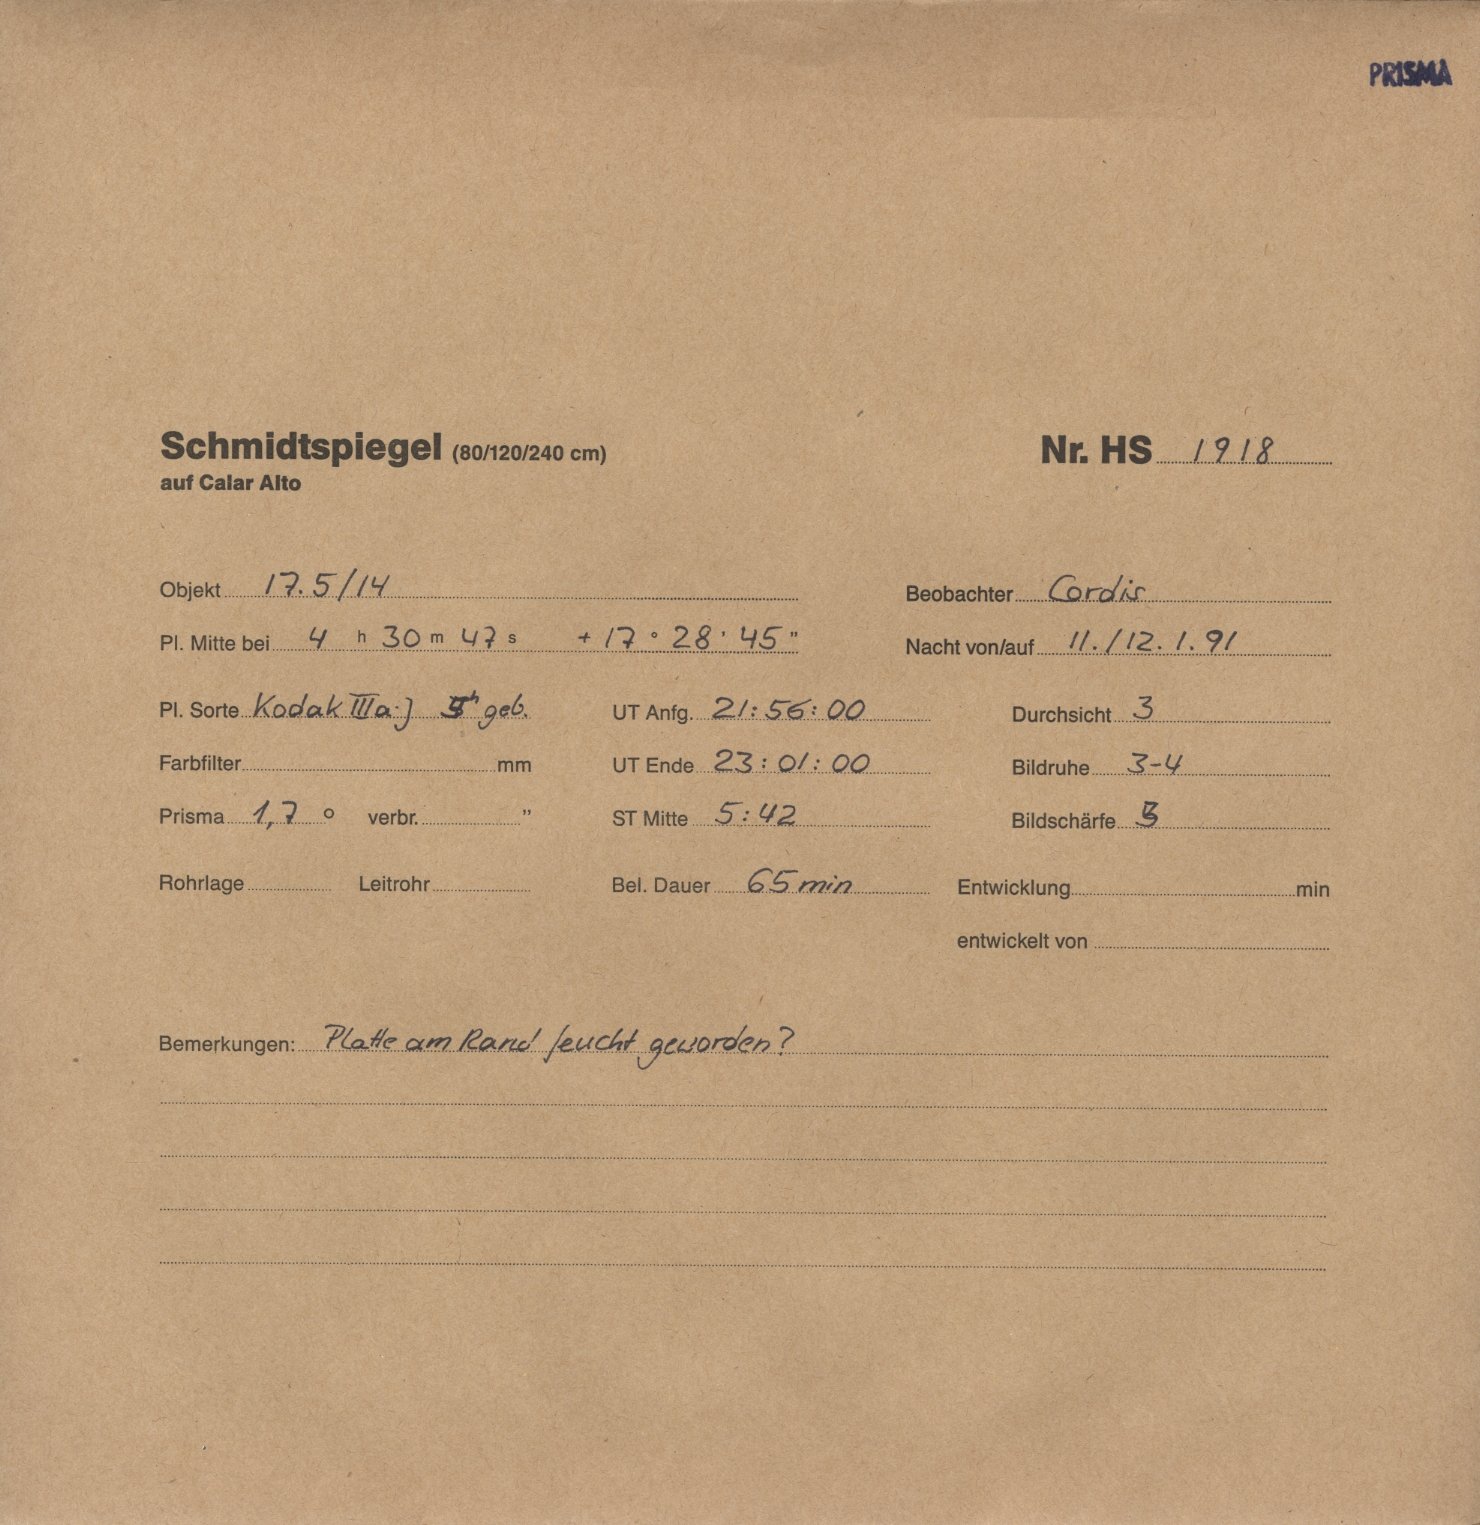 PRISMA
Schmidtspiegel (80/120/240 cm)
auf Calar Alto
Nr. HS 1918
Objekt 17.5/14
Beobachter Cordis
Pl. Mitte bei 4 h 30 m 47 s + 17 ° 28 ' 45 "
Nacht von/auf 11./12.1.91
Pl. Sorte Kodak IIIa-J 5h geb.
UT Anfg. 21:56:00
Durchsicht 3
Farbfilter mm
UT Ende 23:01:00
Bildruhe 3-4
Prisma 1,7 ° verbr. "
ST Mitte 5:42
Bildschärfe
Rohrlage Leitrohr
Bel. Dauer 65 min
Entwicklung min
entwickelt von
Bemerkungen: Platte am Rand feucht geworden?